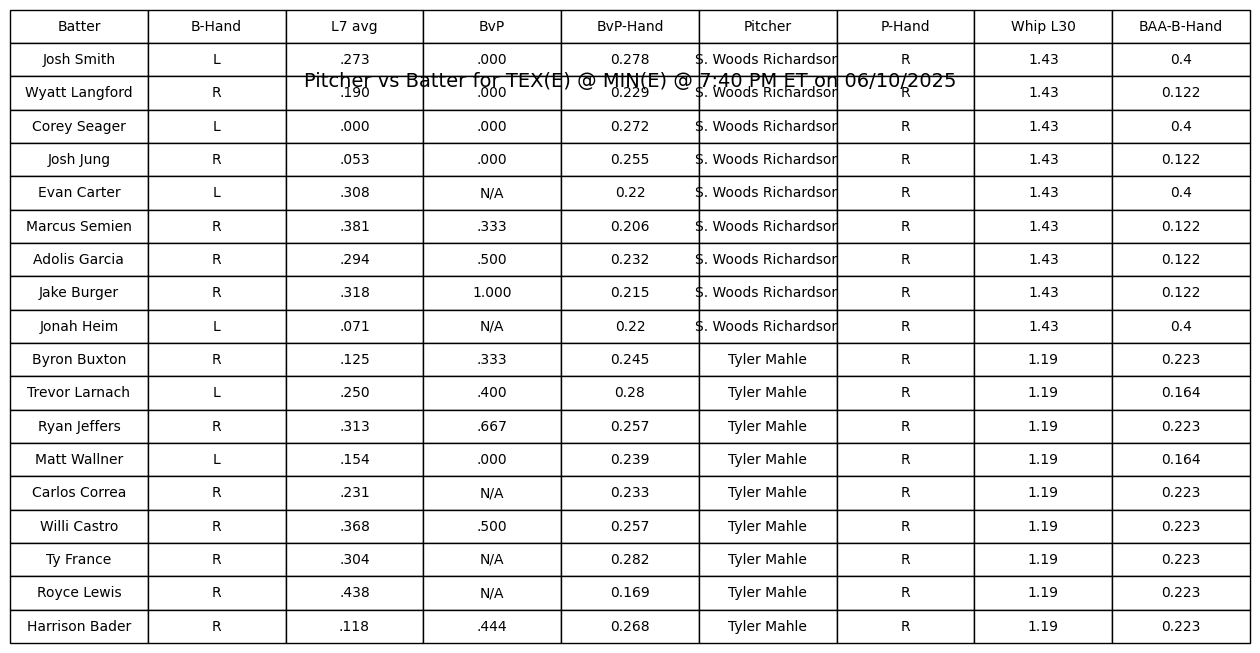 Batter B-Hand L7 avg BvP BvP-Hand Pitcher P-Hand Whip L30 BAA-B-Hand
Josh Smith L .273 .000 0.278 S. Woods Richardson R 1.43 0.4
Pitcher vs Batter for TEX(E) @ MIN(E) @ 7:40 PM ET on 06/10/2025
Wyatt Langford R .190 .000 0.229 S. Woods Richardson R 1.43 0.122
Corey Seager L .000 .000 0.272 S. Woods Richardson R 1.43 0.4
Josh Jung R .053 .000 0.255 S. Woods Richardson R 1.43 0.122
Evan Carter L .308 N/A 0.22 S. Woods Richardson R 1.43 0.4
Marcus Semien R .381 .333 0.206 S. Woods Richardson R 1.43 0.122
Adolis Garcia R .294 .500 0.232 S. Woods Richardson R 1.43 0.122
Jake Burger R .318 1.000 0.215 S. Woods Richardson R 1.43 0.122
Jonah Heim L .071 N/A 0.22 S. Woods Richardson R 1.43 0.4
Byron Buxton R .125 .333 0.245 Tyler Mahle R 1.19 0.223
Trevor Larnach L .250 .400 0.28 Tyler Mahle R 1.19 0.164
Ryan Jeffers R .313 .667 0.257 Tyler Mahle R 1.19 0.223
Matt Wallner L .154 .000 0.239 Tyler Mahle R 1.19 0.164
Carlos Correa R .231 N/A 0.233 Tyler Mahle R 1.19 0.223
Willi Castro R .368 .500 0.257 Tyler Mahle R 1.19 0.223
Ty France R .304 N/A 0.282 Tyler Mahle R 1.19 0.223
Royce Lewis R .438 N/A 0.169 Tyler Mahle R 1.19 0.223
Harrison Bader R .118 .444 0.268 Tyler Mahle R 1.19 0.223